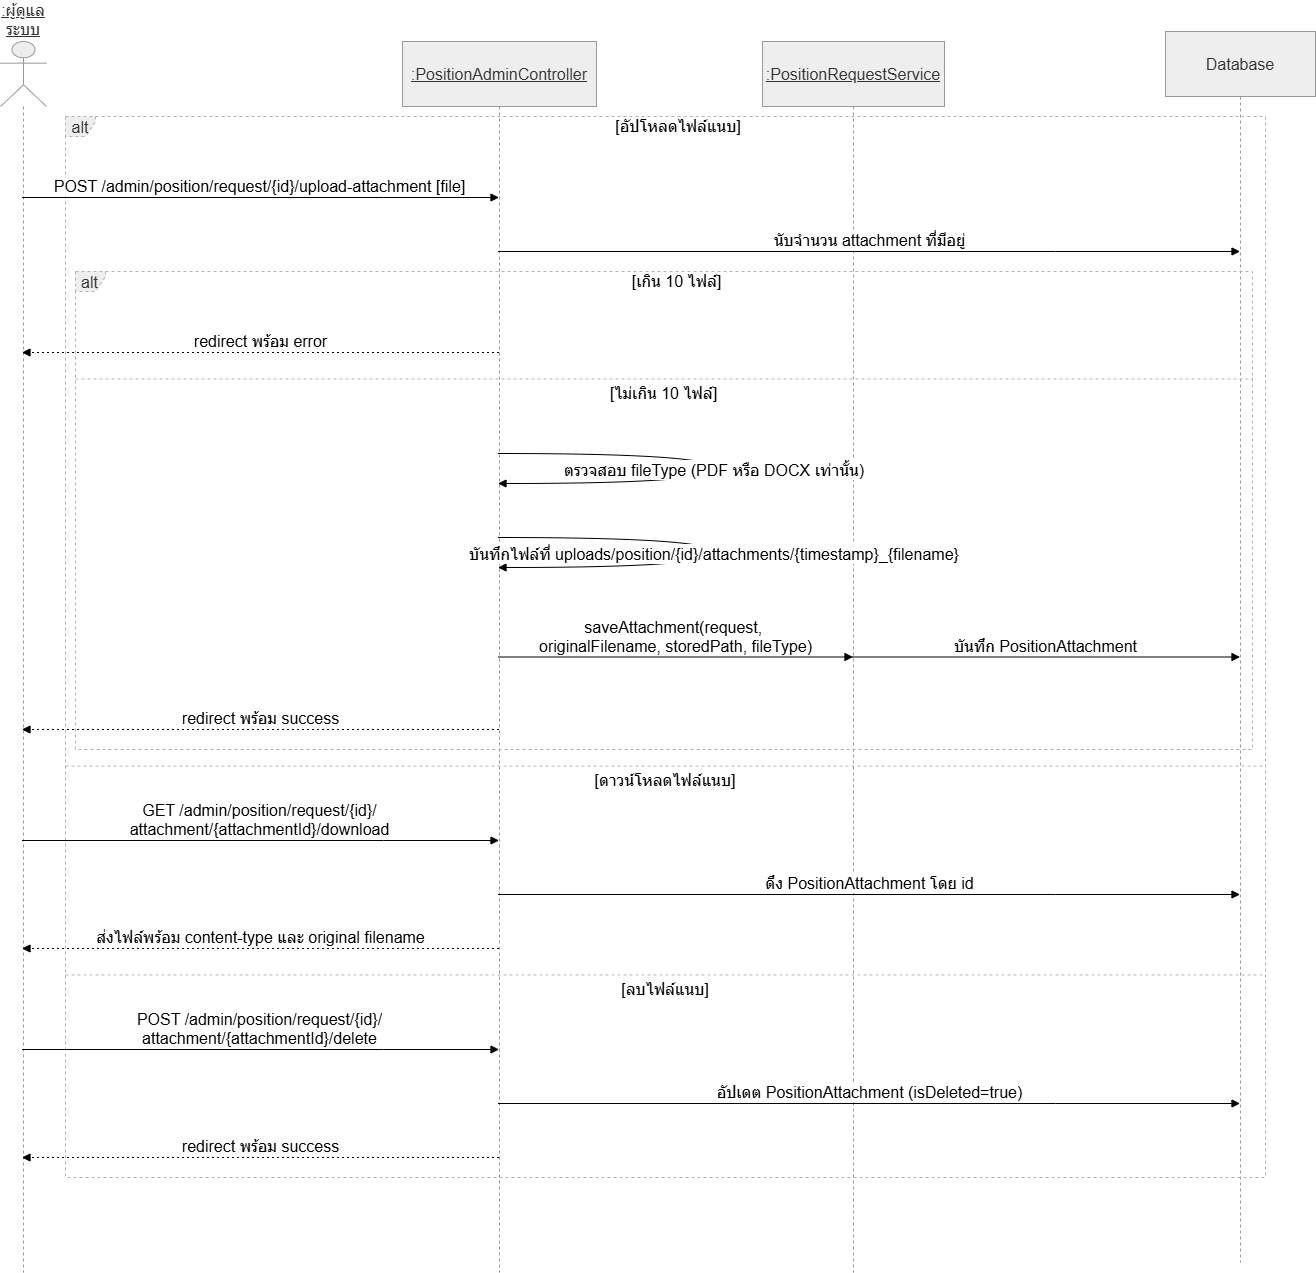 :ผู้ดูแล
ระบบ
:PositionAdminController
:PositionRequestService
Database
alt
[อัปโหลดไฟล์แนบ]
POST /admin/position/request/{id}/upload-attachment [file]
นับจำนวน attachment ที่มีอยู่
alt
[เกิน 10 ไฟล์]
redirect พร้อม error
[ไม่เกิน 10 ไฟล์]
ตรวจสอบ fileType (PDF หรือ DOCX เท่านั้น)
บันทึกไฟล์ที่ uploads/position/{id}/attachments/{timestamp}_{filename}
saveAttachment(request,
originalFilename, storedPath, fileType)
บันทึก PositionAttachment
redirect พร้อม success
[ดาวน์โหลดไฟล์แนบ]
GET /admin/position/request/{id}/
attachment/{attachmentId}/download
ดึง PositionAttachment โดย id
ส่งไฟล์พร้อม content-type และ original filename
[ลบไฟล์แนบ]
POST /admin/position/request/{id}/
attachment/{attachmentId}/delete
อัปเดต PositionAttachment (isDeleted=true)
redirect พร้อม success